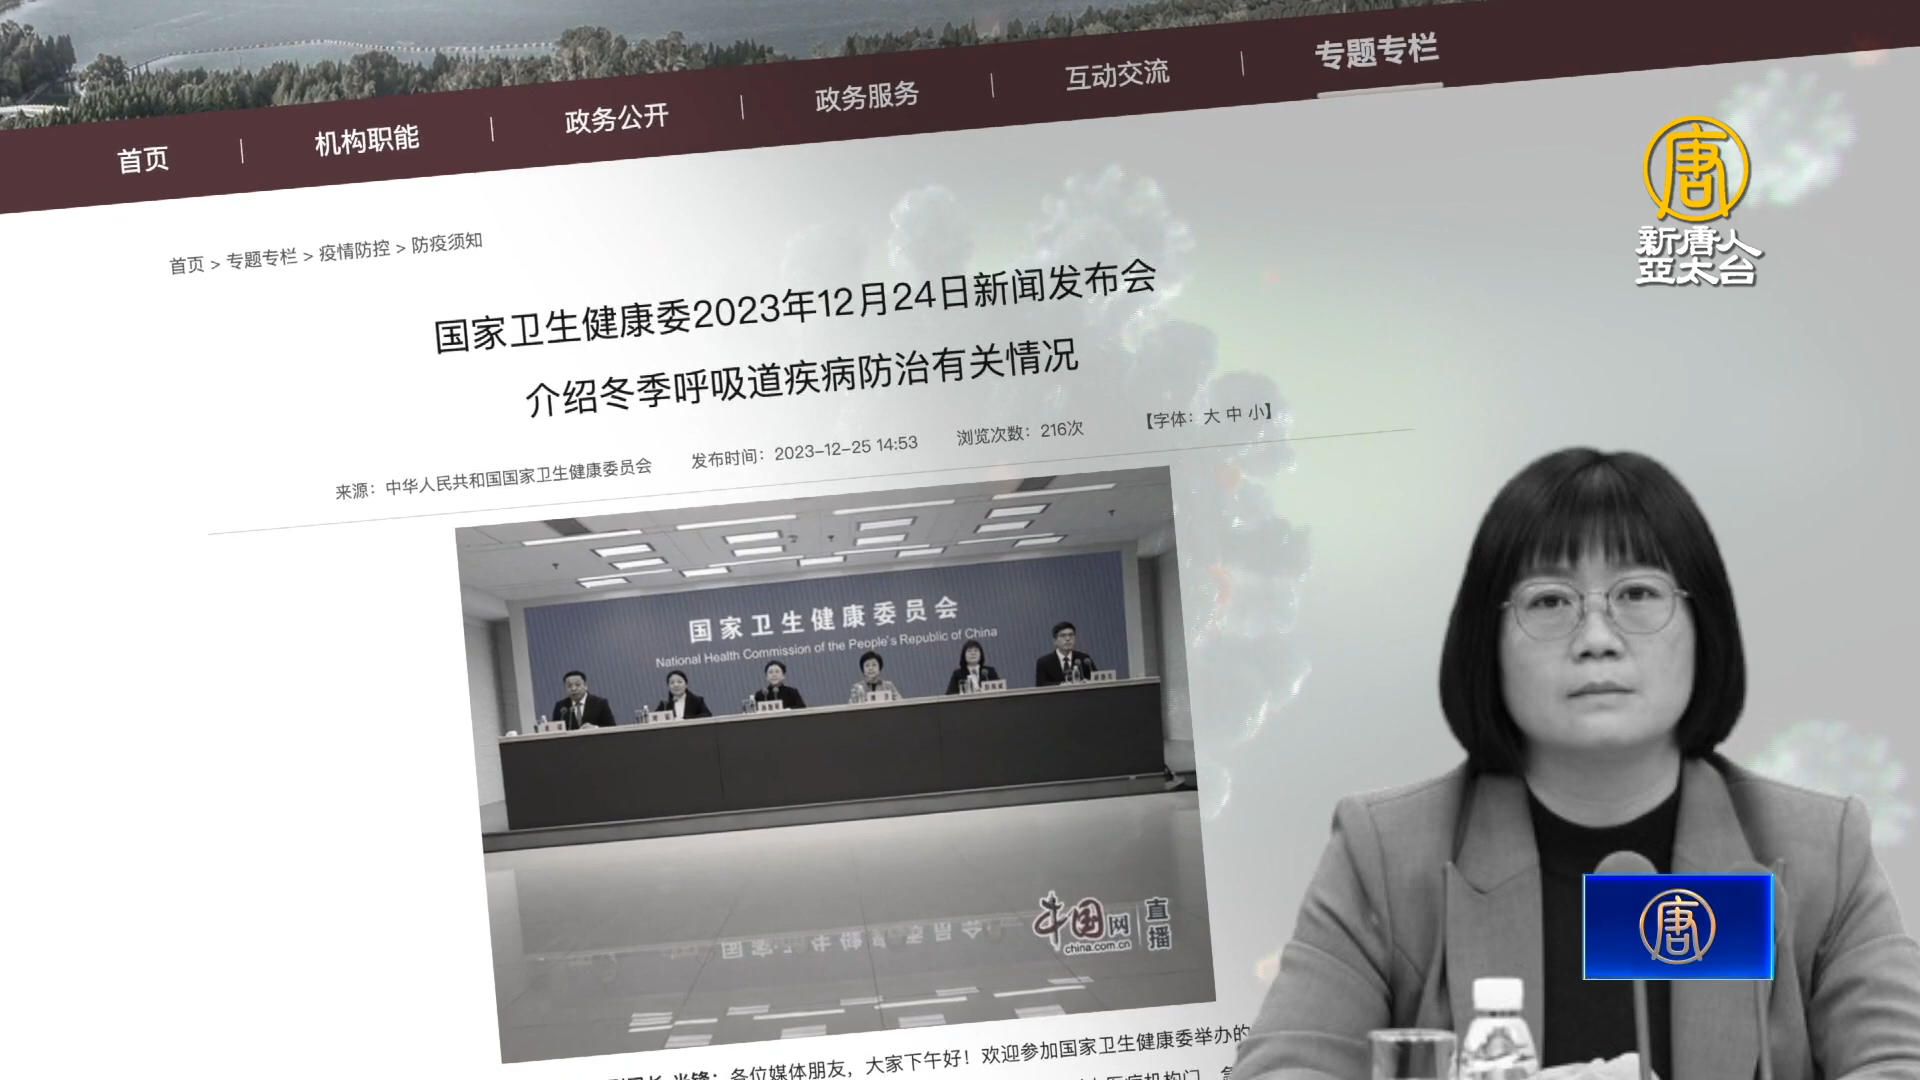 首页 | 机构职能 | 政务公开 | 政务服务 | 互动交流 | 专题专栏
唐
新唐人
亞太台
首页 > 专题专栏 > 疫情防控 > 防疫须知
国家卫生健康委2023年12月24日新闻发布会
介绍冬季呼吸道疾病防治有关情况
来源：中华人民共和国国家卫生健康委员会 发布时间：2023-12-25 14:53 浏览次数：216次 【字体：大 中 小】
国家卫生健康委员会
National Health Commission of the People's Republic of China
中国网 直播
china.com.cn
唐
各位媒体朋友，大家下午好！欢迎参加国家卫生健康委举办的